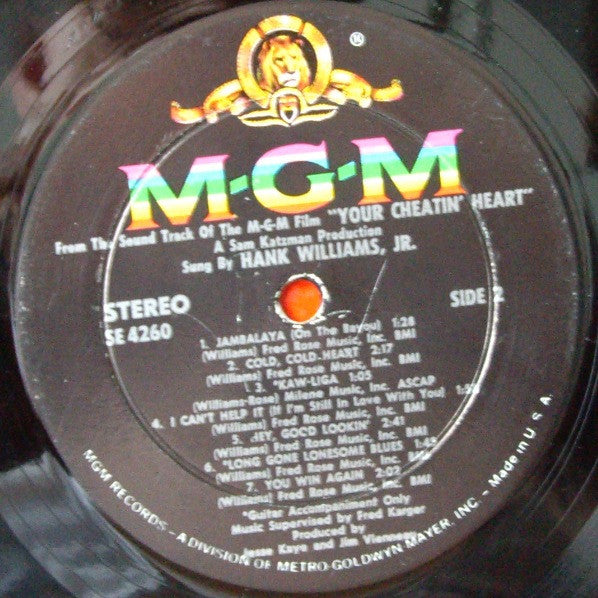 ®
M-G-M
From The Sound Track Of The M-G-M Film "YOUR CHEATIN' HEART"
A Sam Katzman Production
Sung By HANK WILLIAMS, JR.
STEREO
SE 4260
SIDE 2
1. JAMBALAYA (On The Bayou) 1:28
(Williams) Fred Rose Music, Inc. BMI
2. COLD, COLD HEART 2:17
(Williams) Fred Rose Music, Inc. BMI
3. *KAW-LIGA 1:05
(Williams-Rose) Milene Music, Inc. ASCAP
4. I CAN'T HELP IT (If I'm Still In Love With You)
(Williams) Fred Rose Music, Inc. BMI
5. HEY, GOOD LOOKIN' 2:41
(Williams) Fred Rose Music, Inc. BMI
6. *LONG GONE LONESOME BLUES 1:45
(Williams) Fred Rose Music, Inc. BMI
7. YOU WIN AGAIN 2:02
(Williams) Fred Rose Music, Inc. BMI
*Guitar Accompaniment Only
Music Supervised by Fred Karger
Produced by
Jesse Kaye and Jim Vienneau
MGM RECORDS – A DIVISION OF METRO-GOLDWYN MAYER, INC. – Made in U. S. A.